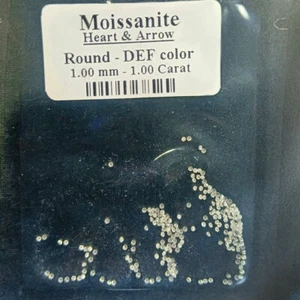 Moissanite
Heart & Arrow
Round - DEF color
1.00 mm - 1.00 Carat